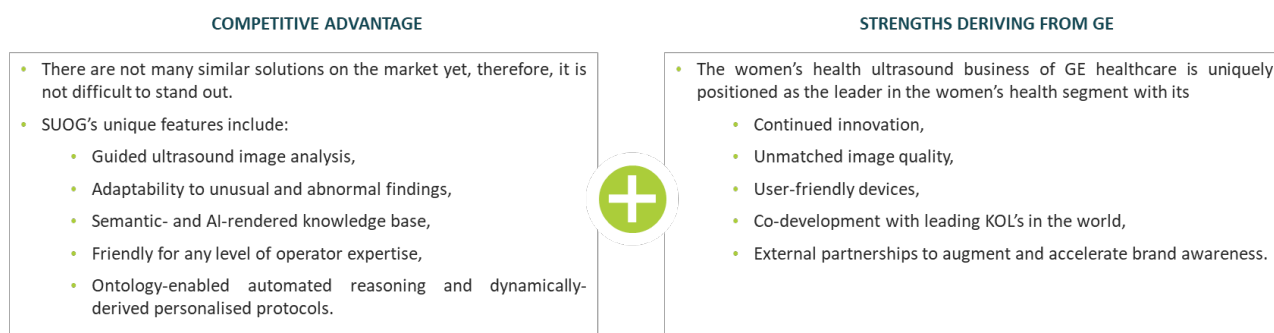 COMPETITIVE ADVANTAGE
• There are not many similar solutions on the market yet, therefore, it is
not difficult to stand out.
• SUOG’s unique features include:
• Guided ultrasound image analysis,
• Adaptability to unusual and abnormal findings,
• Semantic- and AI-rendered knowledge base,
• Friendly for any level of operator expertise,
• Ontology-enabled automated reasoning and dynamically-
derived personalised protocols.
STRENGTHS DERIVING FROM GE
• The women’s health ultrasound business of GE healthcare is uniquely
positioned as the leader in the women’s health segment with its
• Continued innovation,
• Unmatched image quality,
• User-friendly devices,
• Co-development with leading KOL’s in the world,
• External partnerships to augment and accelerate brand awareness.